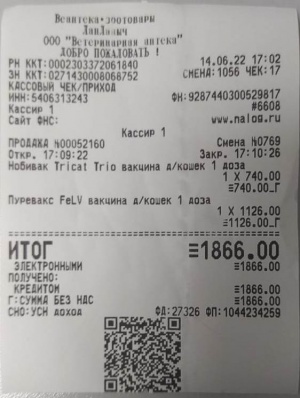 Ветаптека-зоотовары
ЛапЛапыч
ООО "Ветеринарная аптека"
ДОБРО ПОЖАЛОВАТЬ !
РН ККТ:0002303372061840 14.06.22 17:02
ЗН ККТ:0271430008068752 СМЕНА:1056 ЧЕК:17
КАССОВЫЙ ЧЕК/ПРИХОД
ИНН:5406313243 ФН:9287440300529817
Кассир 1 #6608
Сайт ФНС: www.nalog.ru
Кассир 1
ПРОДАЖА №00052160 Смена №0769
Откр. 17:09:22 Закр. 17:10:26
Нобивак Tricat Trio вакцина д/кошек 1 доза
1 X 740.00
≡740.00_Г
Пуревакс FeLV вакцина д/кошек 1 доза
1 X 1126.00
≡1126.00_Г
ИТОГ ≡1866.00
ЭЛЕКТРОННЫМИ ≡1866.00
ПОЛУЧЕНО:
КРЕДИТОМ ≡1866.00
Г:СУММА БЕЗ НДС ≡1866.00
СНО:УСН доход ФД:27326 ФП:1044234259